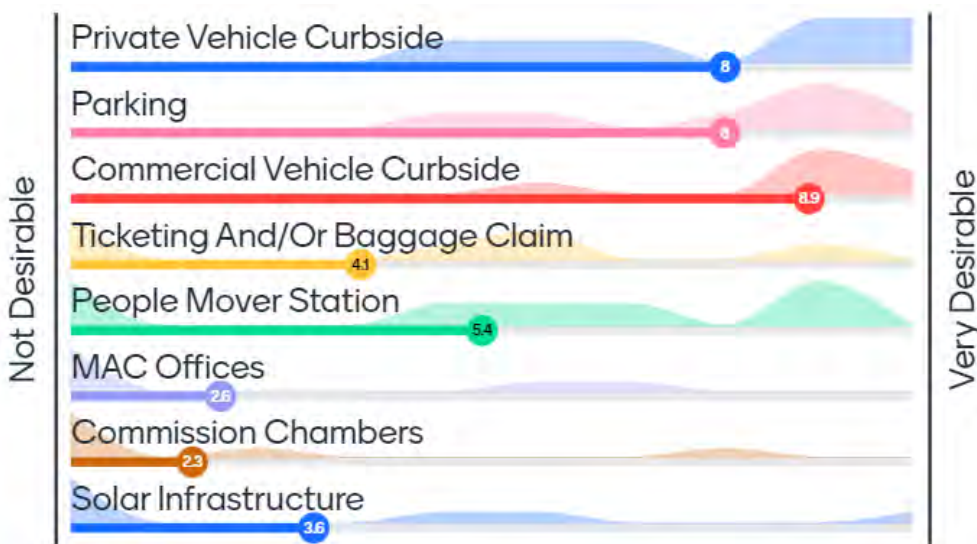 Private Vehicle Curbside
8
Parking
8
Commercial Vehicle Curbside
8.9
Ticketing And/Or Baggage Claim
4.1
People Mover Station
5.4
MAC Offices
2.6
Commission Chambers
2.3
Solar Infrastructure
3.6
Not Desirable
Very Desirable